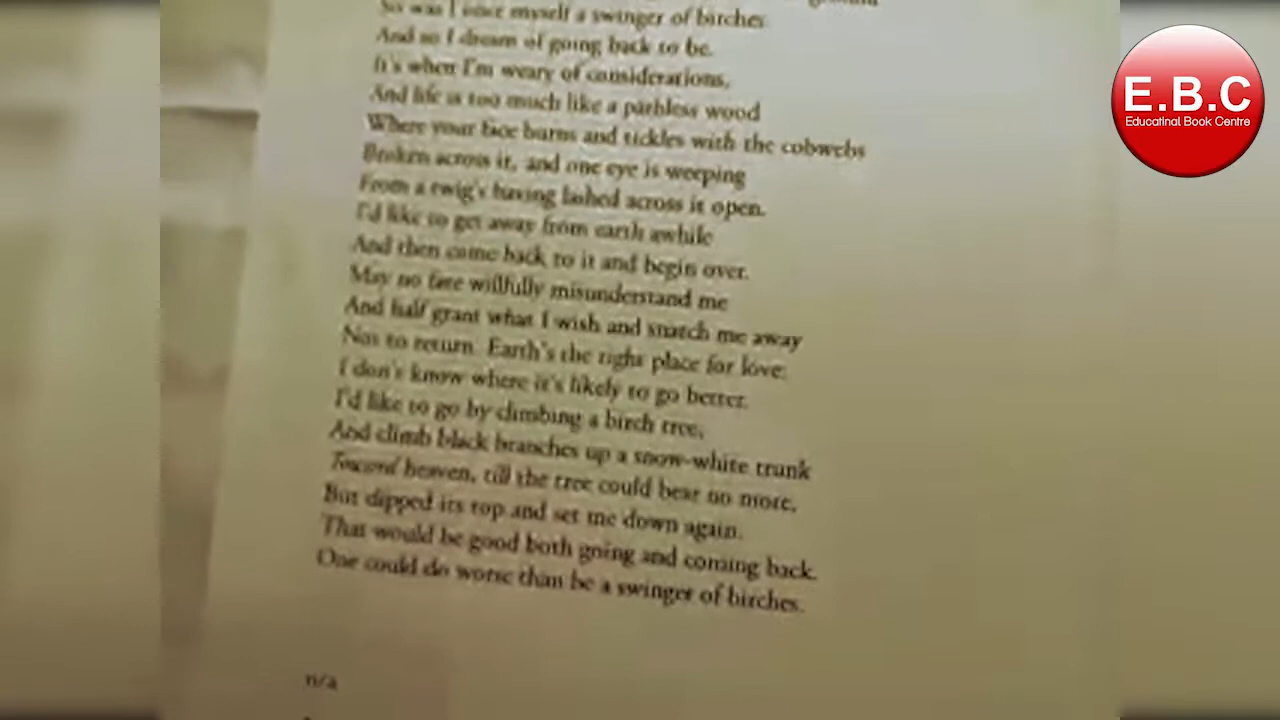 So was I once myself a swinger of birches
And so I dream of going back to be.
It's when I'm weary of considerations,
And life is too much like a pathless wood
Where your face burns and tickles with the cobwebs
Broken across it, and one eye is weeping
From a twig's having lashed across it open.
I'd like to get away from earth awhile
And then come back to it and begin over.
May no fate willfully misunderstand me
And half grant what I wish and snatch me away
Not to return. Earth's the right place for love:
I don't know where it's likely to go better.
I'd like to go by climbing a birch tree,
And climb black branches up a snow-white trunk
Toward heaven, till the tree could bear no more,
But dipped its top and set me down again.
That would be good both going and coming back.
One could do worse than be a swinger of birches.
n/a
E.B.C
Educatinal Book Centre